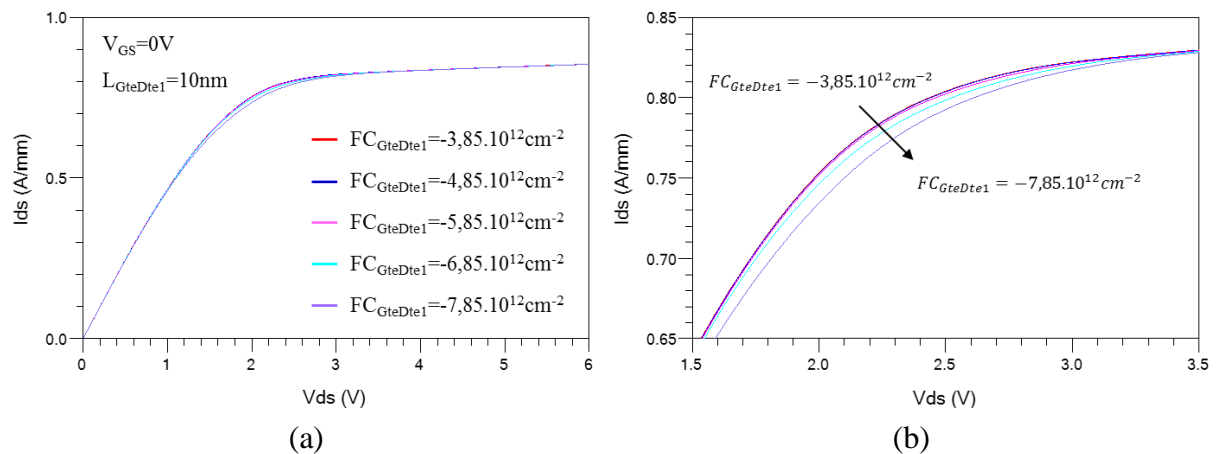 1.0
V_GS=0V
L_GteDte1=10nm
0.5
0.0
Ids (A/mm)
FC_GteDte1=-3,85.10^12cm^-2
FC_GteDte1=-4,85.10^12cm^-2
FC_GteDte1=-5,85.10^12cm^-2
FC_GteDte1=-6,85.10^12cm^-2
FC_GteDte1=-7,85.10^12cm^-2
0 1 2 3 4 5 6
Vds (V)
(a)
0.85
0.80
0.75
0.70
0.65
Ids (A/mm)
FC_GteDte1 = −3,85.10^12cm^−2
FC_GteDte1 = −7,85.10^12cm^−2
1.5 2.0 2.5 3.0 3.5
Vds (V)
(b)